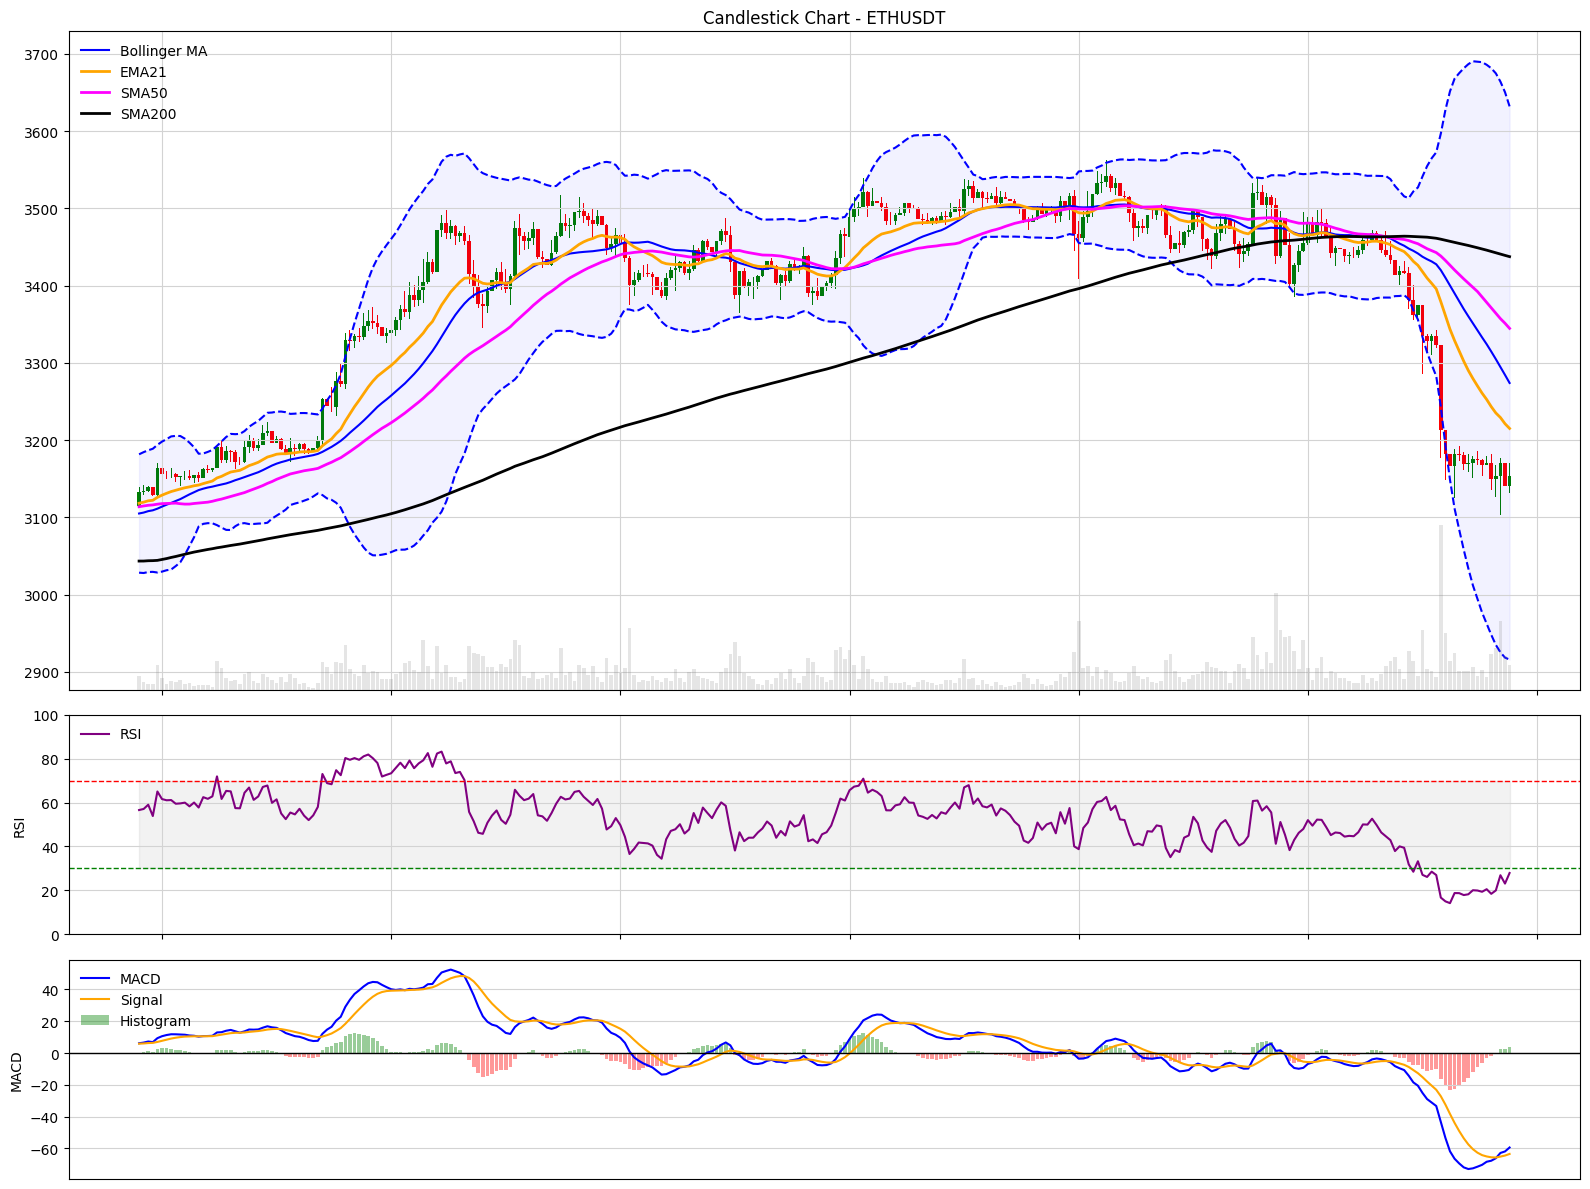 Candlestick Chart - ETHUSDT
Bollinger MA
EMA21
SMA50
SMA200
3700
3600
3500
3400
3300
3200
3100
3000
2900
RSI
RSI
100
80
60
40
20
0
MACD
Signal
Histogram
MACD
40
20
0
−20
−40
−60